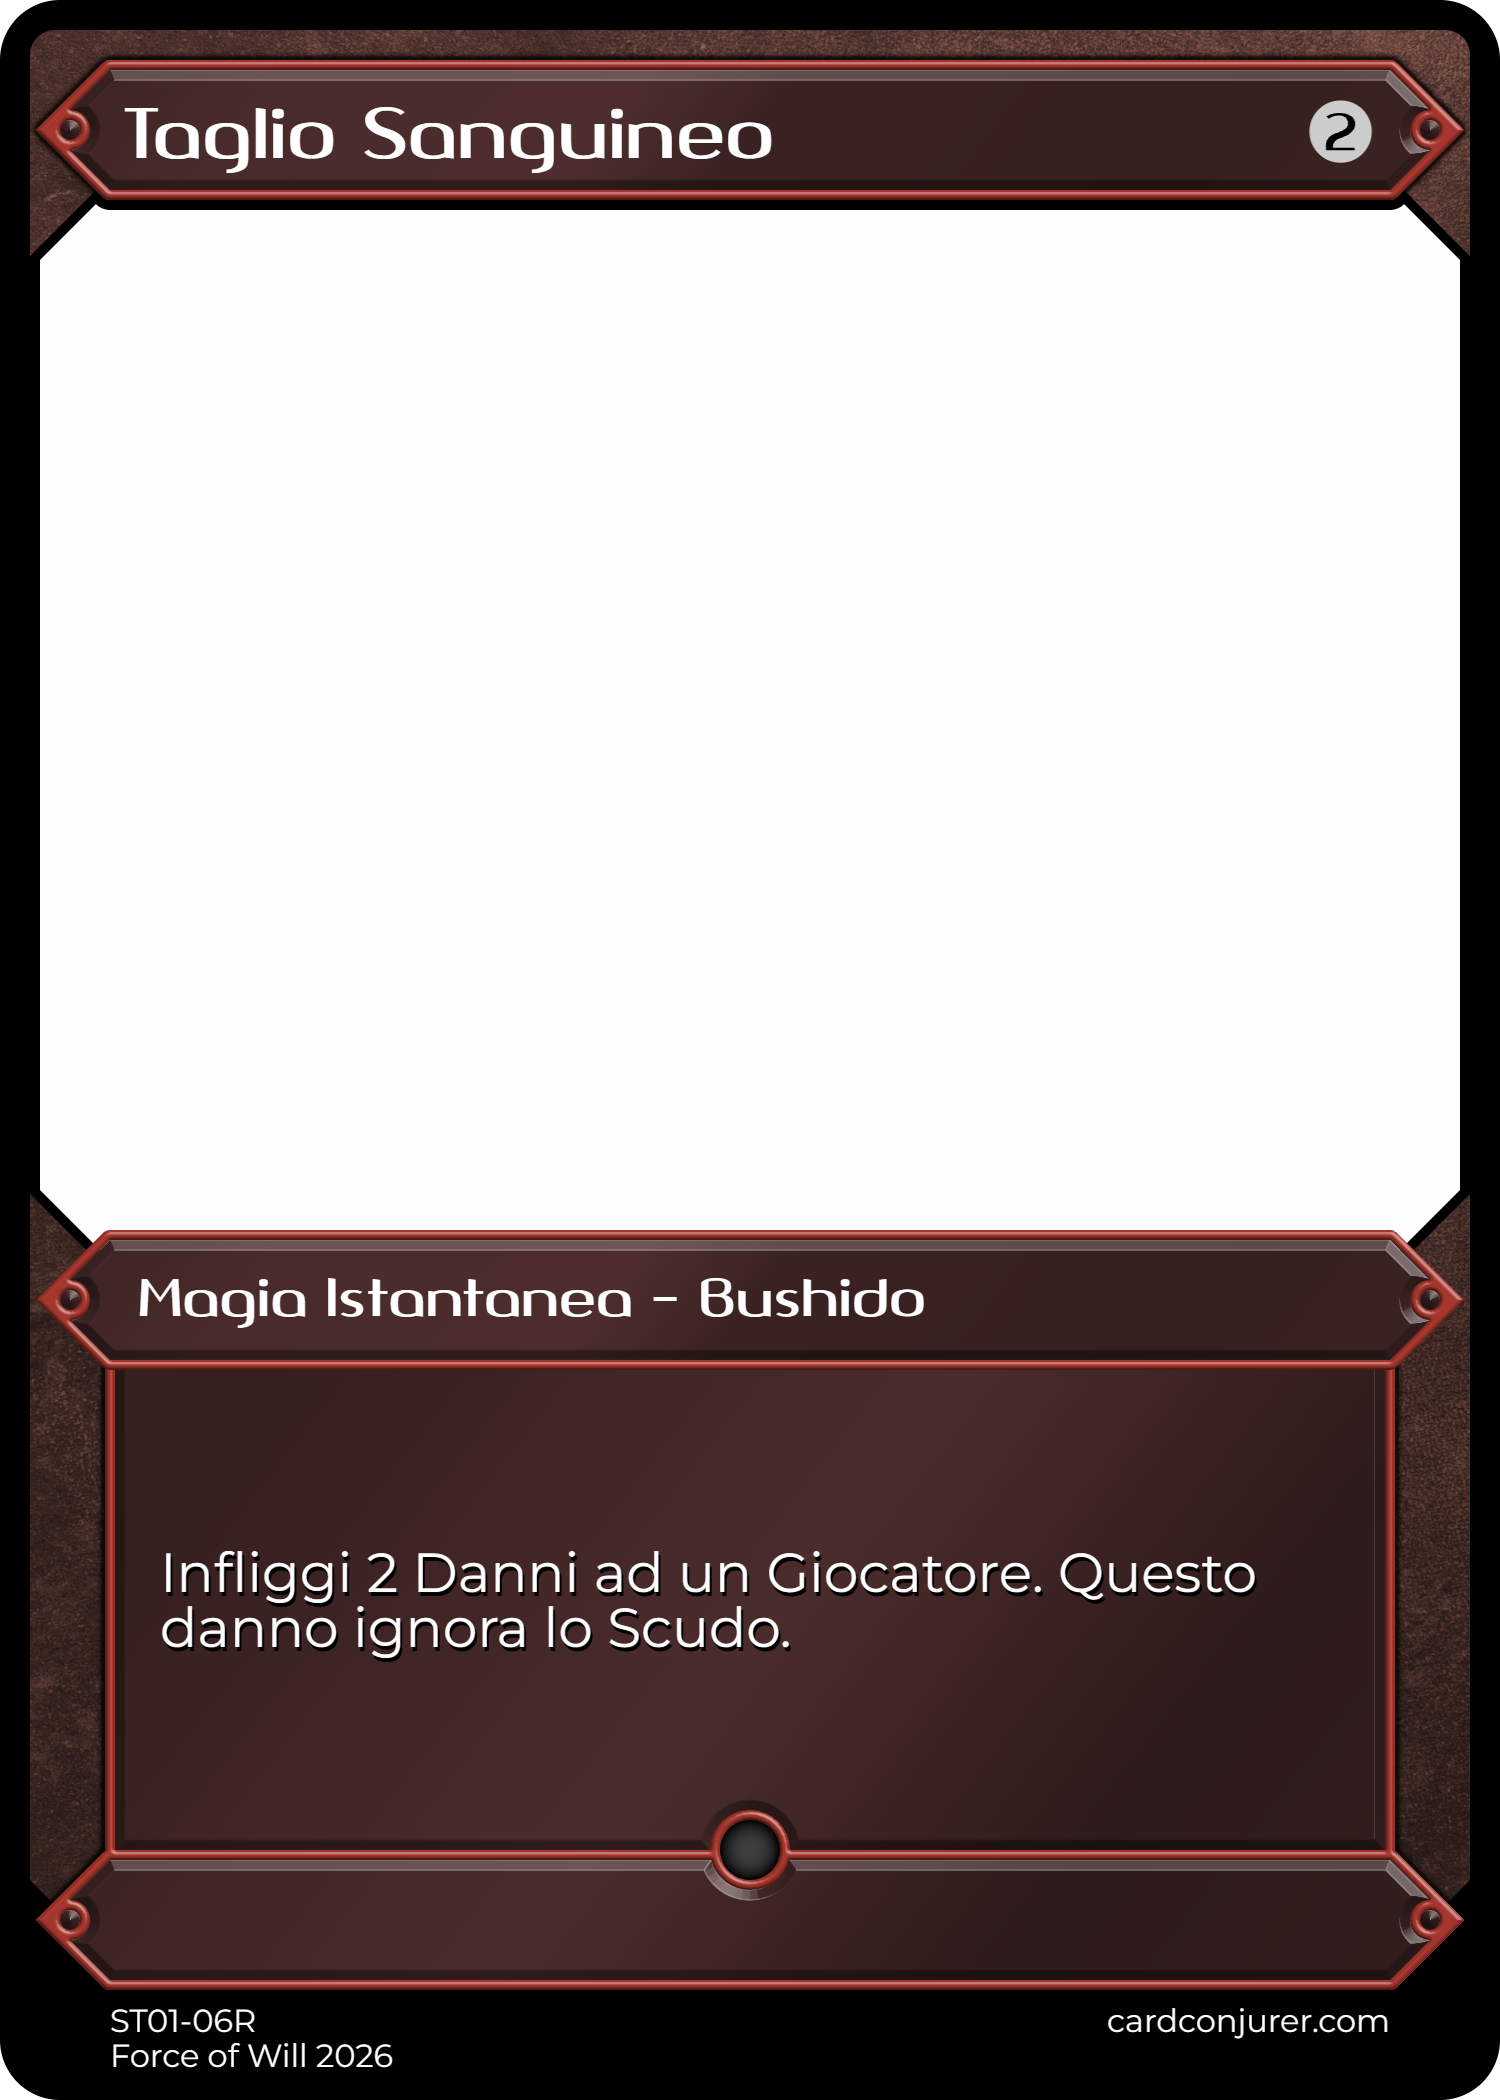 Taglio Sanguineo 2
Magia Istantanea - Bushido
Infliggi 2 Danni ad un Giocatore. Questo
danno ignora lo Scudo.
ST01-06R
cardconjurer.com
Force of Will 2026